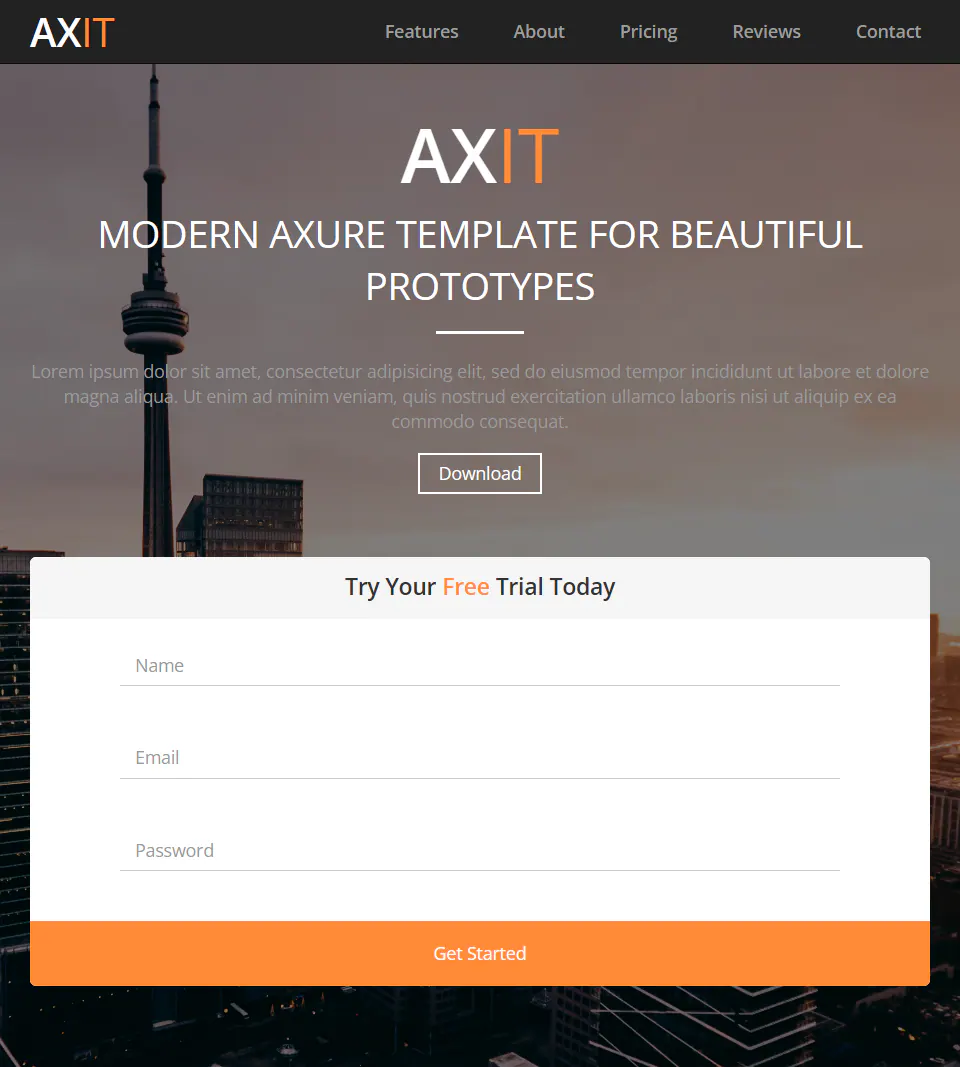 AXIT
Features
About
Pricing
Reviews
Contact
AXIT
MODERN AXURE TEMPLATE FOR BEAUTIFUL
PROTOTYPES
Lorem ipsum dolor sit amet, consectetur adipisicing elit, sed do eiusmod tempor incididunt ut labore et dolore
magna aliqua. Ut enim ad minim veniam, quis nostrud exercitation ullamco laboris nisi ut aliquip ex ea
commodo consequat.
Download
Try Your Free Trial Today
Name
Email
Password
Get Started